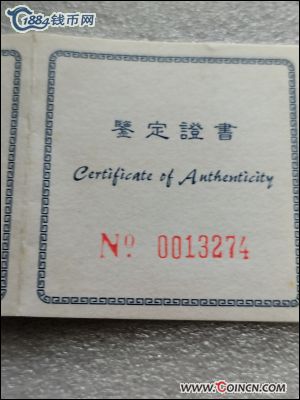 1884钱币网
鑒定證書
Certificate of Authenticity
Nº 0013274
www.COINCN.COM